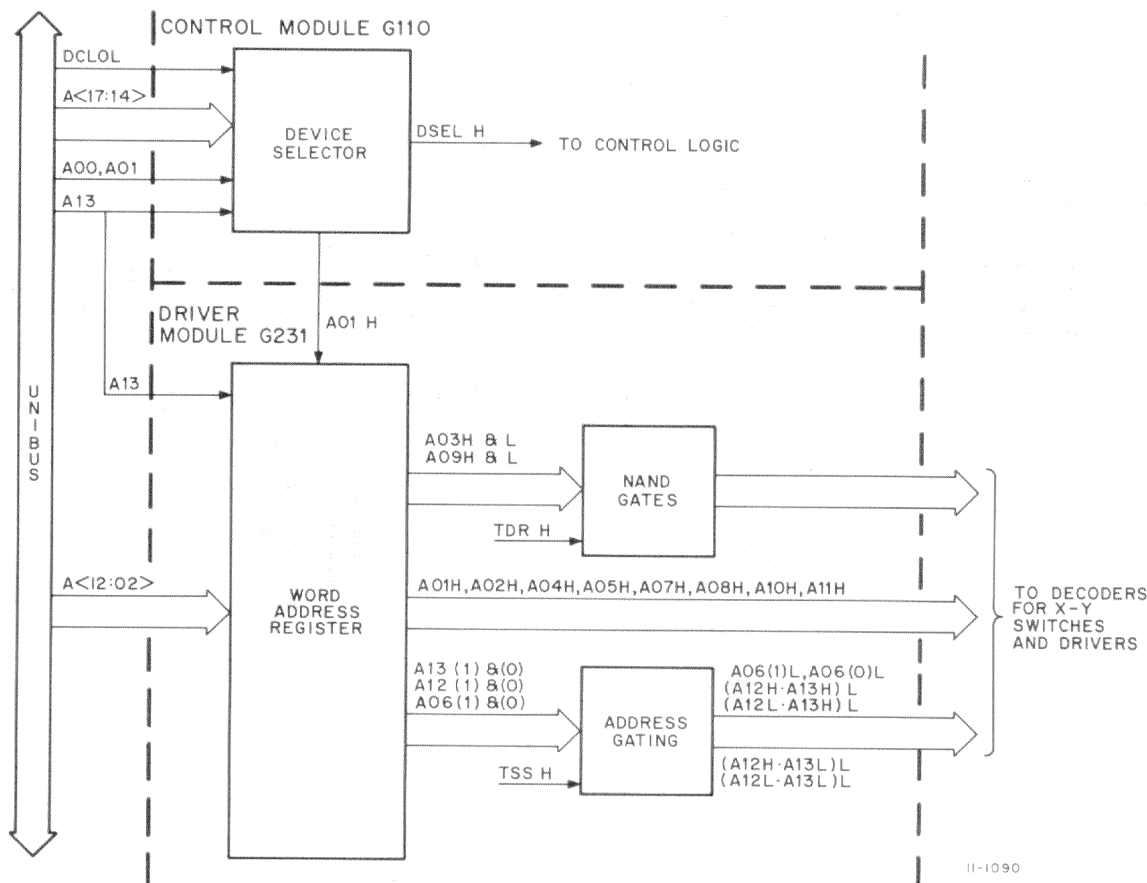 CONTROL MODULE G110
DCLOL
A<17:14>
DEVICE
SELECTOR
DSEL H
TO CONTROL LOGIC
A00,A01
A13
DRIVER
MODULE G231
A01 H
A13
UNIBUS
A03H & L
A09H & L
NAND
GATES
TDR H
A<12:02>
WORD
ADDRESS
REGISTER
A01H,A02H,A04H,A05H,A07H,A08H,A10H,A11H
TO DECODERS
FOR X-Y
SWITCHES
AND DRIVERS
A13 (1) &(0)
A12 (1) &(0)
A06(1) &(0)
ADDRESS
GATING
TSS H
A06(1)L,A06(0)L
(A12H·A13H) L
(A12L·A13H) L
(A12H·A13L)L
(A12L·A13L)L
11-1090